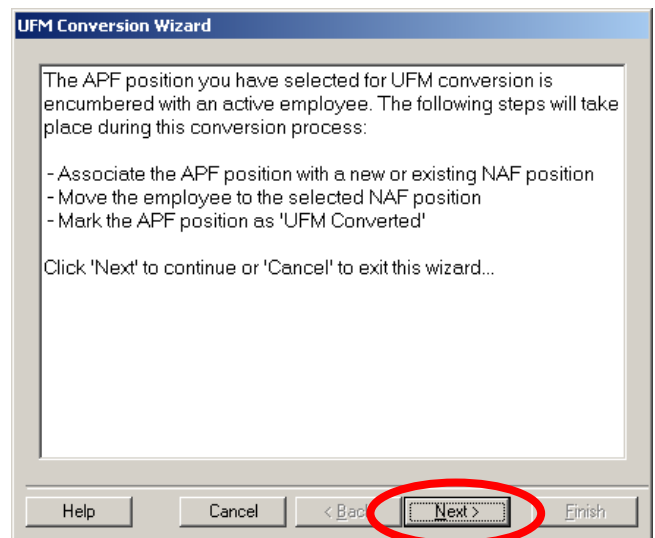 UFM Conversion Wizard
The APF position you have selected for UFM conversion is
encumbered with an active employee. The following steps will take
place during this conversion process:
- Associate the APF position with a new or existing NAF position
- Move the employee to the selected NAF position
- Mark the APF position as 'UFM Converted'
Click 'Next' to continue or 'Cancel' to exit this wizard...
Help Cancel < Back Next > Finish